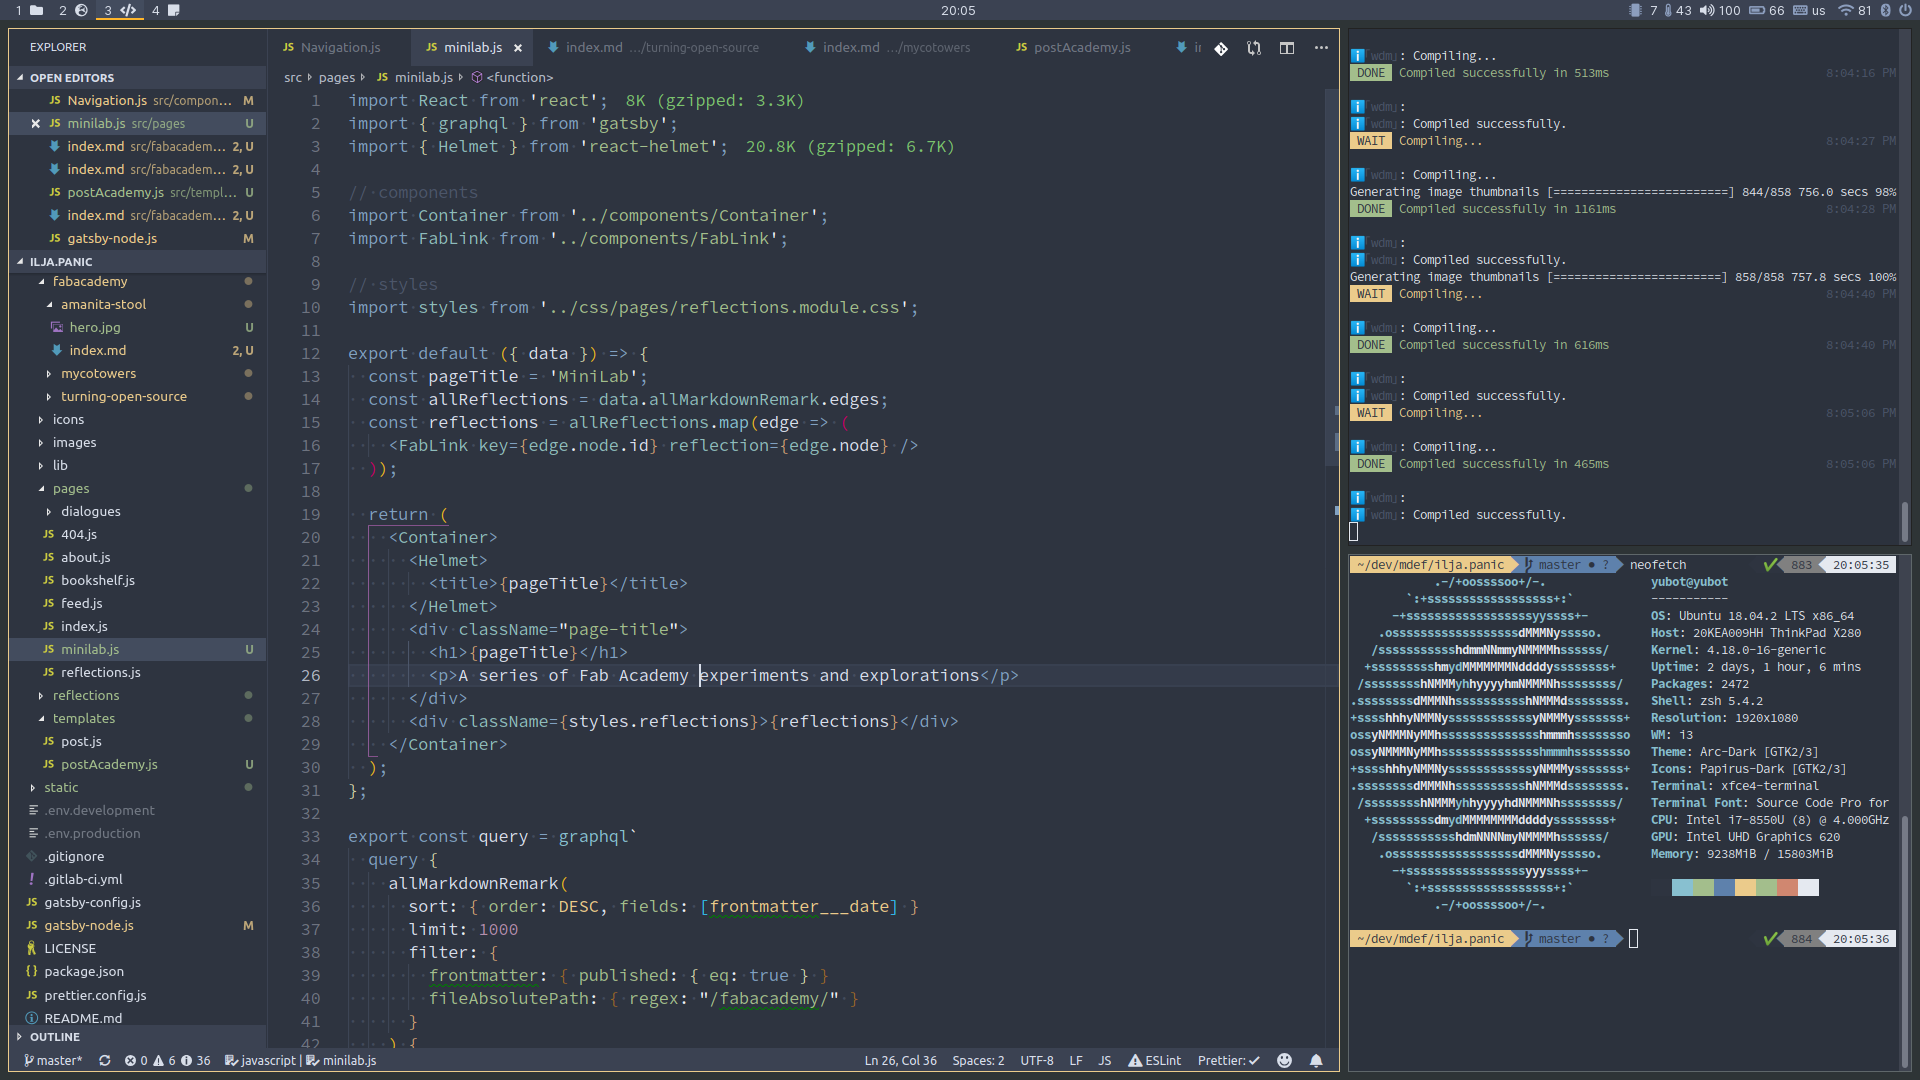 1 2 3 4
20:05
7 43 100 66 us 81
EXPLORER
OPEN EDITORS
Navigation.js src/compon... M
minilab.js src/pages U
index.md src/fabacadem... 2, U
index.md src/fabacadem... 2, U
postAcademy.js src/templ... U
index.md src/fabacadem... 2, U
gatsby-node.js M
ILJA.PANIC
fabacademy
amanita-stool
hero.jpg U
index.md 2, U
mycotowers
turning-open-source
icons
images
lib
pages
dialogues
404.js
about.js
bookshelf.js
feed.js
index.js
minilab.js U
reflections.js
reflections
templates
post.js
postAcademy.js U
static
.env.development
.env.production
.gitignore
.gitlab-ci.yml
gatsby-config.js
gatsby-node.js M
LICENSE
package.json
prettier.config.js
README.md
OUTLINE
Navigation.js minilab.js × index.md .../turning-open-source index.md .../mycotowers postAcademy.js
src pages JS minilab.js <function>
1 import React from 'react'; 8K (gzipped: 3.3K)
2 import { graphql } from 'gatsby';
3 import { Helmet } from 'react-helmet'; 20.8K (gzipped: 6.7K)
4
5 // components
6 import Container from '../components/Container';
7 import FabLink from '../components/FabLink';
8
9 // styles
10 import styles from '../css/pages/reflections.module.css';
11
12 export default ({ data }) => {
13 const pageTitle = 'MiniLab';
14 const allReflections = data.allMarkdownRemark.edges;
15 const reflections = allReflections.map(edge => (
16 <FabLink key={edge.node.id} reflection={edge.node} />
17 ));
18
19 return (
20 <Container>
21 <Helmet>
22 <title>{pageTitle}</title>
23 </Helmet>
24 <div className="page-title">
25 <h1>{pageTitle}</h1>
26 <p>A series of Fab Academy experiments and explorations</p>
27 </div>
28 <div className={styles.reflections}>{reflections}</div>
29 </Container>
30 );
31 };
32
33 export const query = graphql`
34 query {
35 allMarkdownRemark(
36 sort: { order: DESC, fields: [frontmatter___date] }
37 limit: 1000
38 filter: {
39 frontmatter: { published: { eq: true } }
40 fileAbsolutePath: { regex: "/fabacademy/" }
41 }
42 ) {
master* 0 6 36 javascript | minilab.js Ln 26, Col 36 Spaces: 2 UTF-8 LF JS ESLint Prettier: ✓
i ｢wdm｣: Compiling...
DONE Compiled successfully in 513ms 8:04:16 PM
i ｢wdm｣:
i ｢wdm｣: Compiled successfully.
WAIT Compiling... 8:04:27 PM
i ｢wdm｣: Compiling...
Generating image thumbnails [=========================] 844/858 756.0 secs 98%
DONE Compiled successfully in 1161ms 8:04:28 PM
i ｢wdm｣:
i ｢wdm｣: Compiled successfully.
Generating image thumbnails [========================] 858/858 757.8 secs 100%
WAIT Compiling... 8:04:40 PM
i ｢wdm｣: Compiling...
DONE Compiled successfully in 616ms 8:04:40 PM
i ｢wdm｣:
i ｢wdm｣: Compiled successfully.
WAIT Compiling... 8:05:06 PM
i ｢wdm｣: Compiling...
DONE Compiled successfully in 465ms 8:05:06 PM
i ｢wdm｣:
i ｢wdm｣: Compiled successfully.
~/dev/mdef/ilja.panic master ● ? neofetch ✓ 883 20:05:35
yubot@yubot
-----------
OS: Ubuntu 18.04.2 LTS x86_64
Host: 20KEA009HH ThinkPad X280
Kernel: 4.18.0-16-generic
Uptime: 2 days, 1 hour, 6 mins
Packages: 2472
Shell: zsh 5.4.2
Resolution: 1920x1080
WM: i3
Theme: Arc-Dark [GTK2/3]
Icons: Papirus-Dark [GTK2/3]
Terminal: xfce4-terminal
Terminal Font: Source Code Pro for
CPU: Intel i7-8550U (8) @ 4.000GHz
GPU: Intel UHD Graphics 620
Memory: 9238MiB / 15803MiB
~/dev/mdef/ilja.panic master ● ? ✓ 884 20:05:36